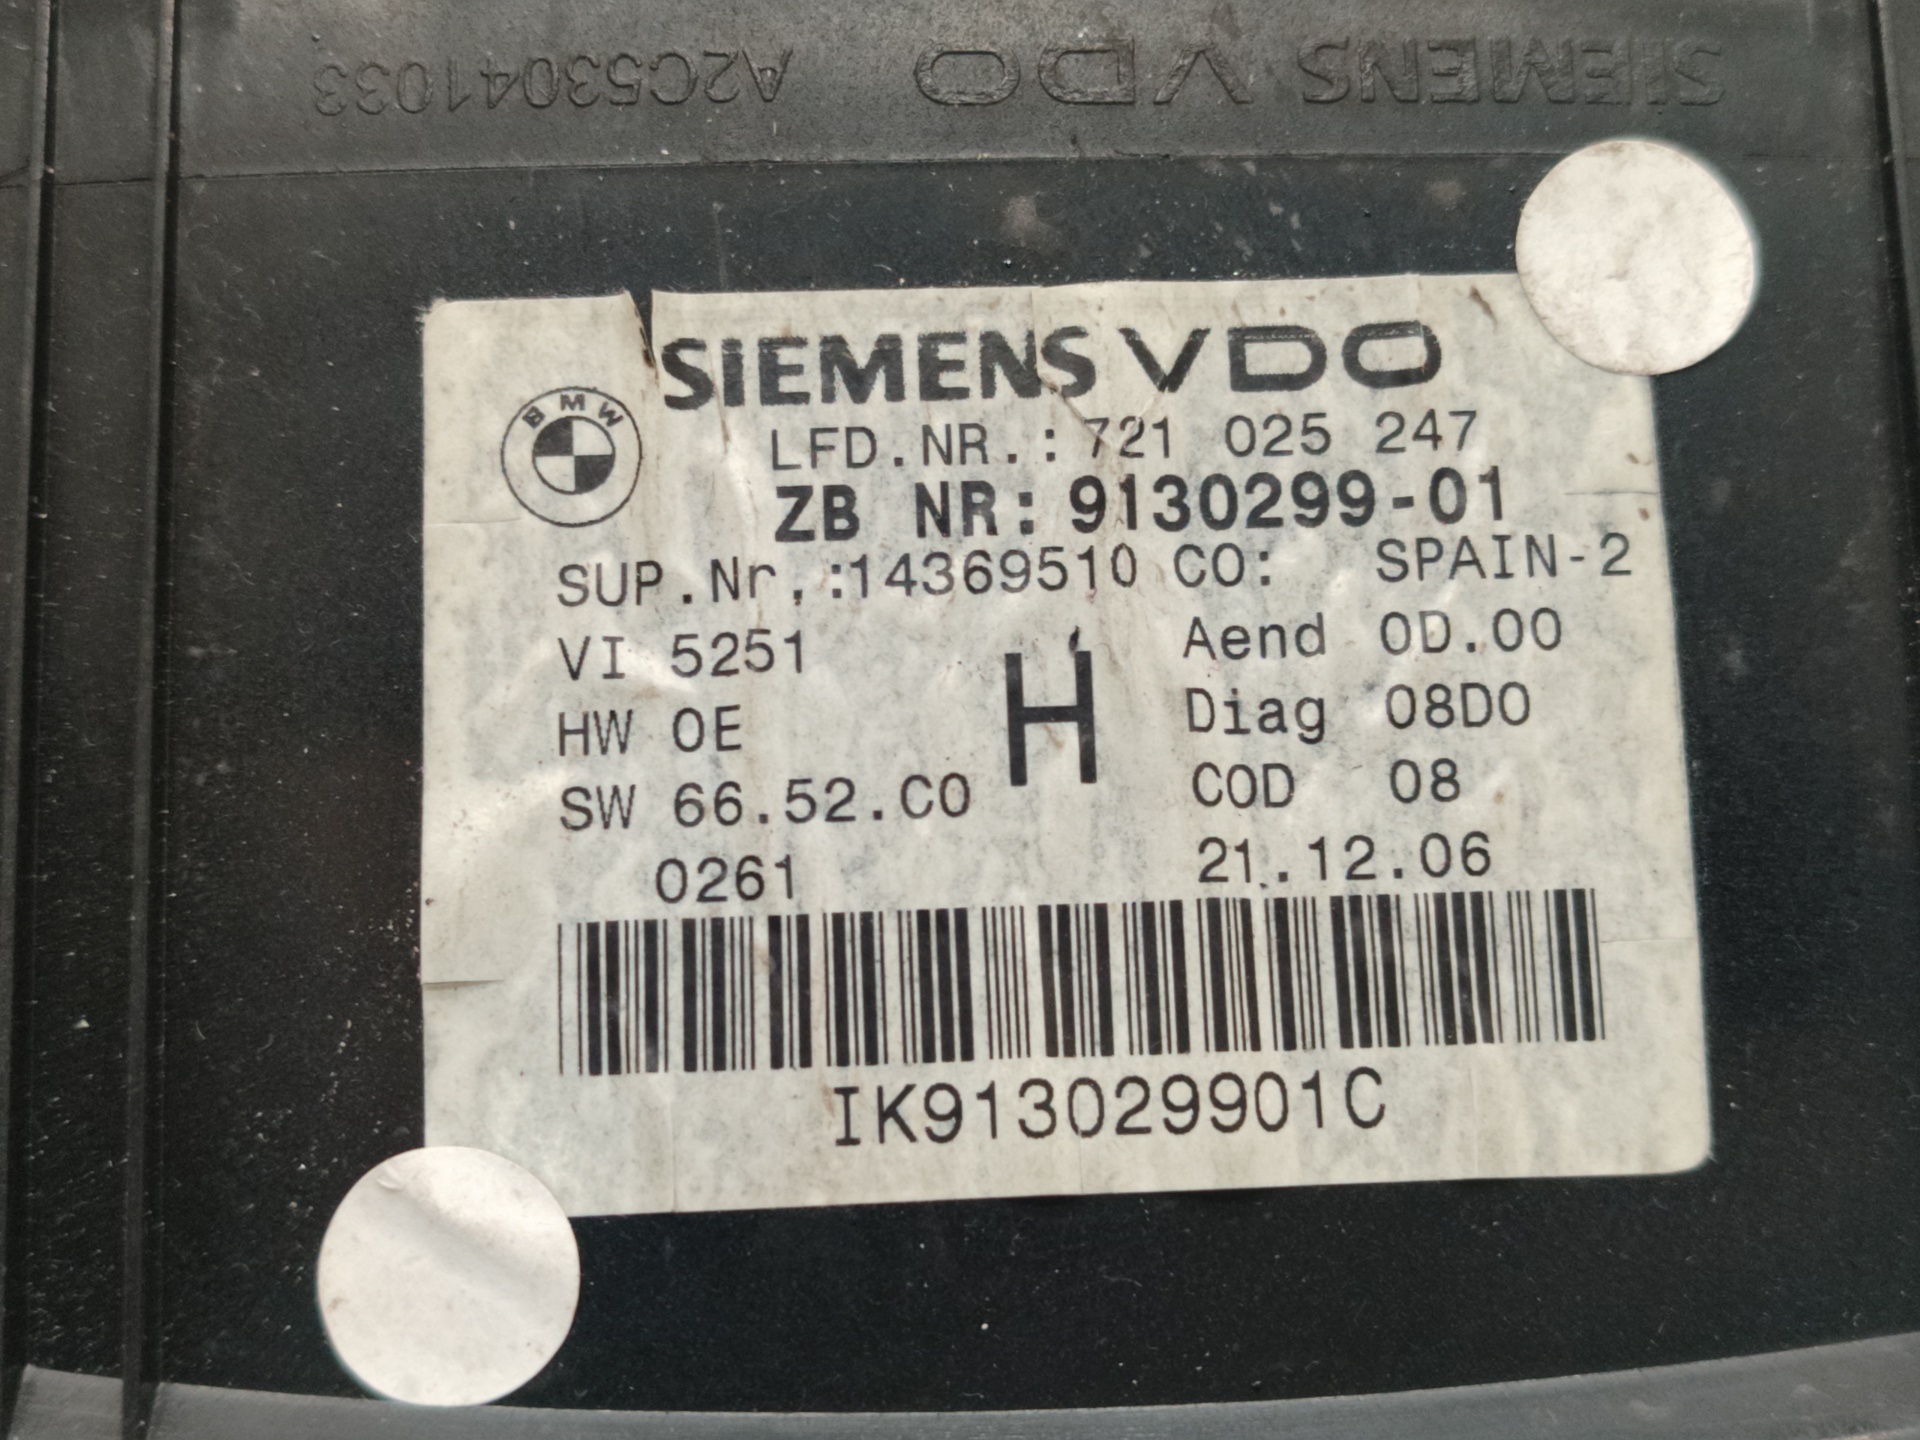 SIEMENS VDO A2C53041033
SIEMENS VDO
BMW
LFD.NR.: 721 025 247
ZB NR: 9130299-01
SUP.Nr.:14369510 CO: SPAIN-2
VI 5251
H
Aend 0D.00
HW 0E
Diag 08D0
SW 66.52.C0
COD 08
0261
21.12.06
IK913029901C